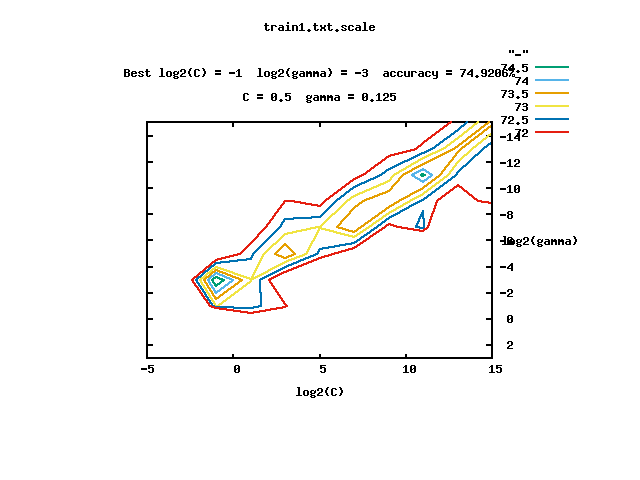 train1.txt.scale
"-"
Best log2(C) = -1 log2(gamma) = -3 accuracy = 74.9206%
74.5
74
C = 0.5 gamma = 0.125
73.5
73
72.5
72
-14
-12
-10
-8
-6
log2(gamma)
-4
-2
0
2
-5 0 5 10 15
log2(C)